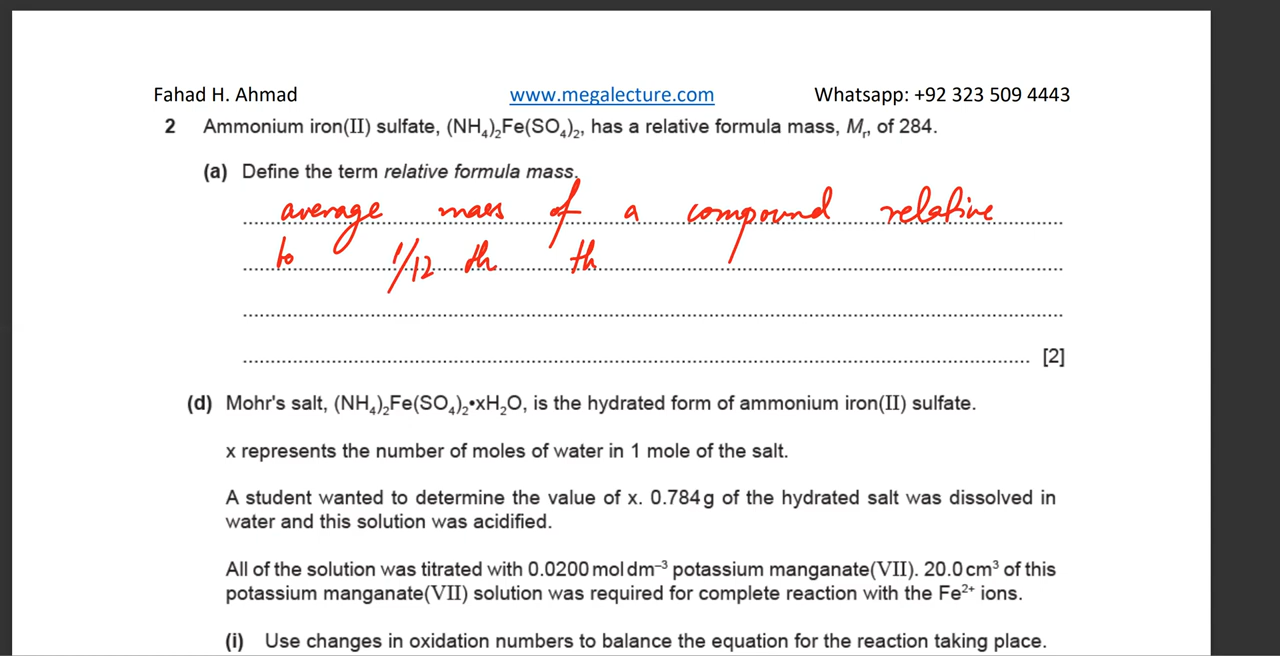 Fahad H. Ahmad www.megalecture.com Whatsapp: +92 323 509 4443
2 Ammonium iron(II) sulfate, (NH₄)₂Fe(SO₄)₂, has a relative formula mass, Mᵣ, of 284.
(a) Define the term relative formula mass.
average mass of a compound relative
to 1/12 th th
[2]
(d) Mohr's salt, (NH₄)₂Fe(SO₄)₂•xH₂O, is the hydrated form of ammonium iron(II) sulfate.
x represents the number of moles of water in 1 mole of the salt.
A student wanted to determine the value of x. 0.784 g of the hydrated salt was dissolved in
water and this solution was acidified.
All of the solution was titrated with 0.0200 mol dm⁻³ potassium manganate(VII). 20.0 cm³ of this
potassium manganate(VII) solution was required for complete reaction with the Fe²⁺ ions.
(i) Use changes in oxidation numbers to balance the equation for the reaction taking place.